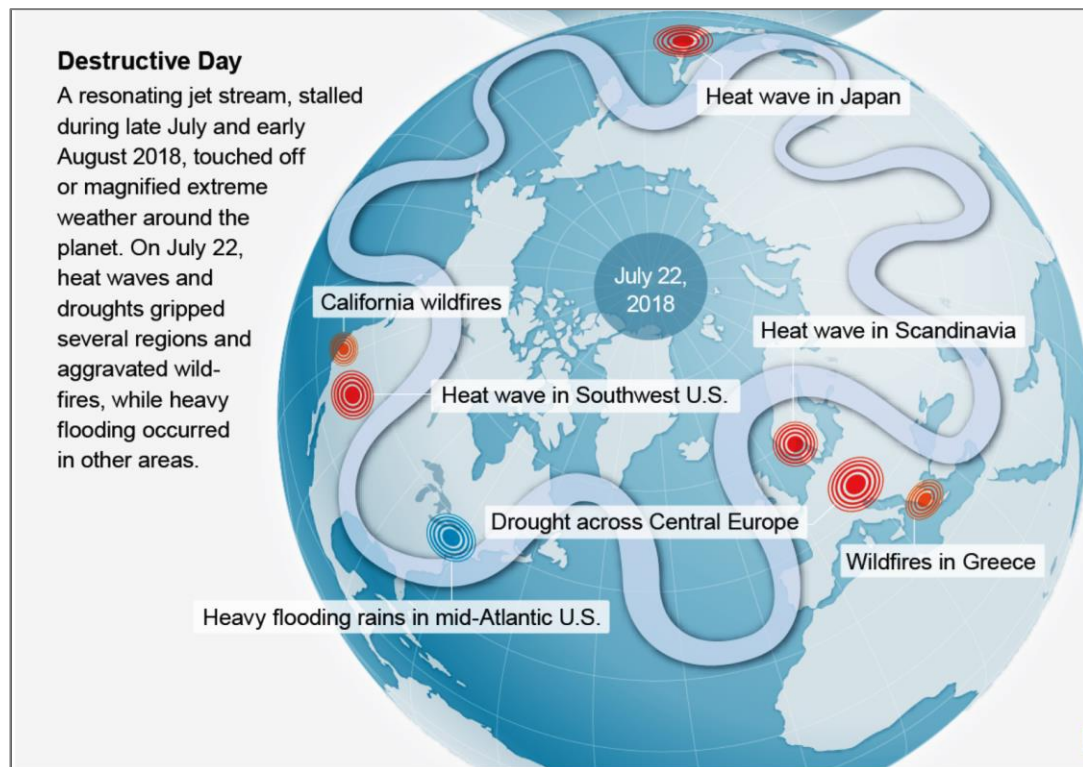 Destructive Day
A resonating jet stream, stalled
during late July and early
August 2018, touched off
or magnified extreme
weather around the
planet. On July 22,
heat waves and
droughts gripped
several regions and
aggravated wild-
fires, while heavy
flooding occurred
in other areas.
Heat wave in Japan
July 22,
2018
California wildfires
Heat wave in Scandinavia
Heat wave in Southwest U.S.
Drought across Central Europe
Wildfires in Greece
Heavy flooding rains in mid-Atlantic U.S.